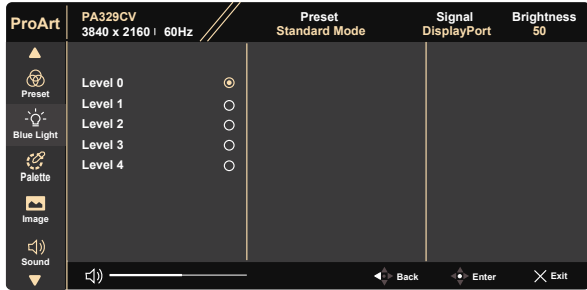 ProArt
PA329CV
3840 x 2160 | 60Hz
Preset
Standard Mode
Signal
DisplayPort
Brightness
50
Preset
Blue Light
Palette
Image
Sound
Level 0
Level 1
Level 2
Level 3
Level 4
Back
Enter
Exit